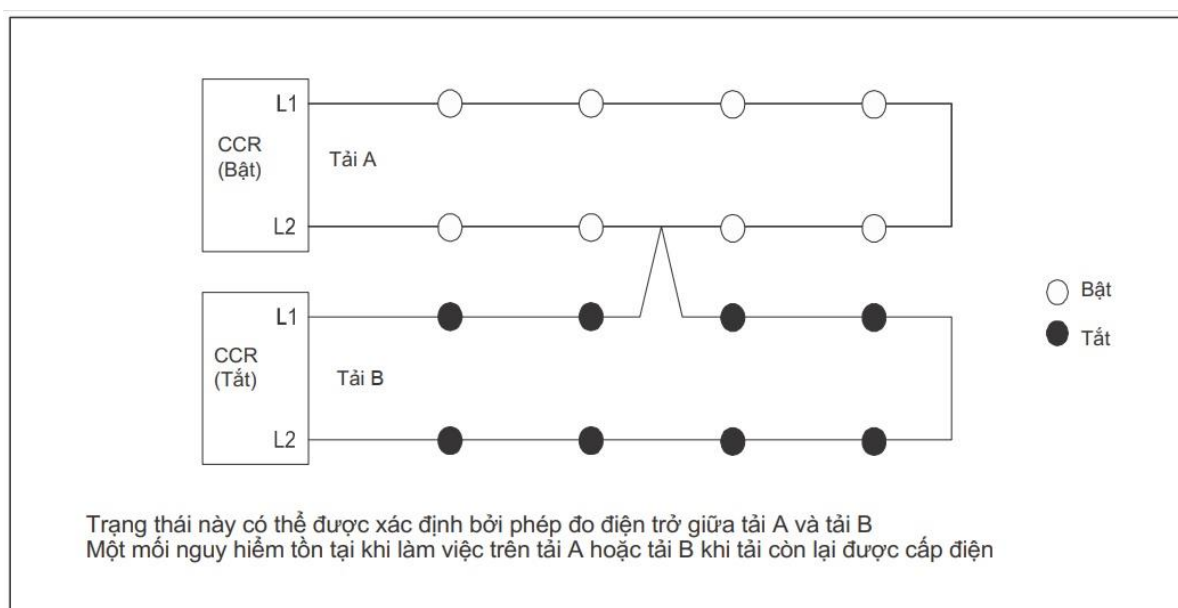 L1
CCR
(Bật)
Tải A
L2
L1
CCR
(Tắt)
Tải B
L2
Bật
Tắt
Trạng thái này có thể được xác định bởi phép đo điện trở giữa tải A và tải B
Một mối nguy hiểm tồn tại khi làm việc trên tải A hoặc tải B khi tải còn lại được cấp điện